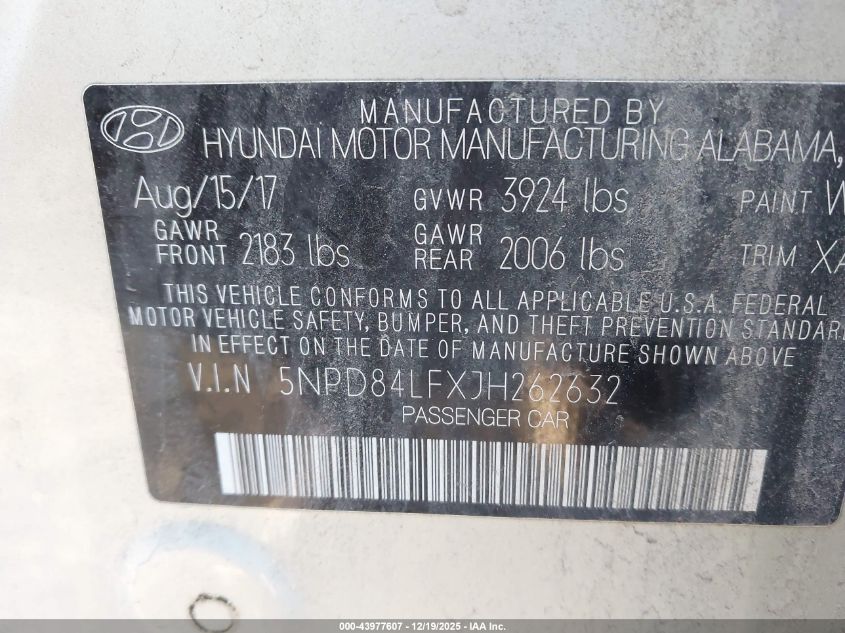 MANUFACTURED BY
HYUNDAI MOTOR MANUFACTURING ALABAMA,
Aug/15/17 GVWR 3924 lbs PAINT
GAWR FRONT 2183 lbs GAWR REAR 2006 lbs TRIM
THIS VEHICLE CONFORMS TO ALL APPLICABLE U.S.A. FEDERAL
MOTOR VEHICLE SAFETY, BUMPER, AND THEFT PREVENTION STANDAR
IN EFFECT ON THE DATE OF MANUFACTURE SHOWN ABOVE
V.I.N 5NPD84LFXJH262632
PASSENGER CAR
000-43977607 - 12/19/2025 - IAA Inc.